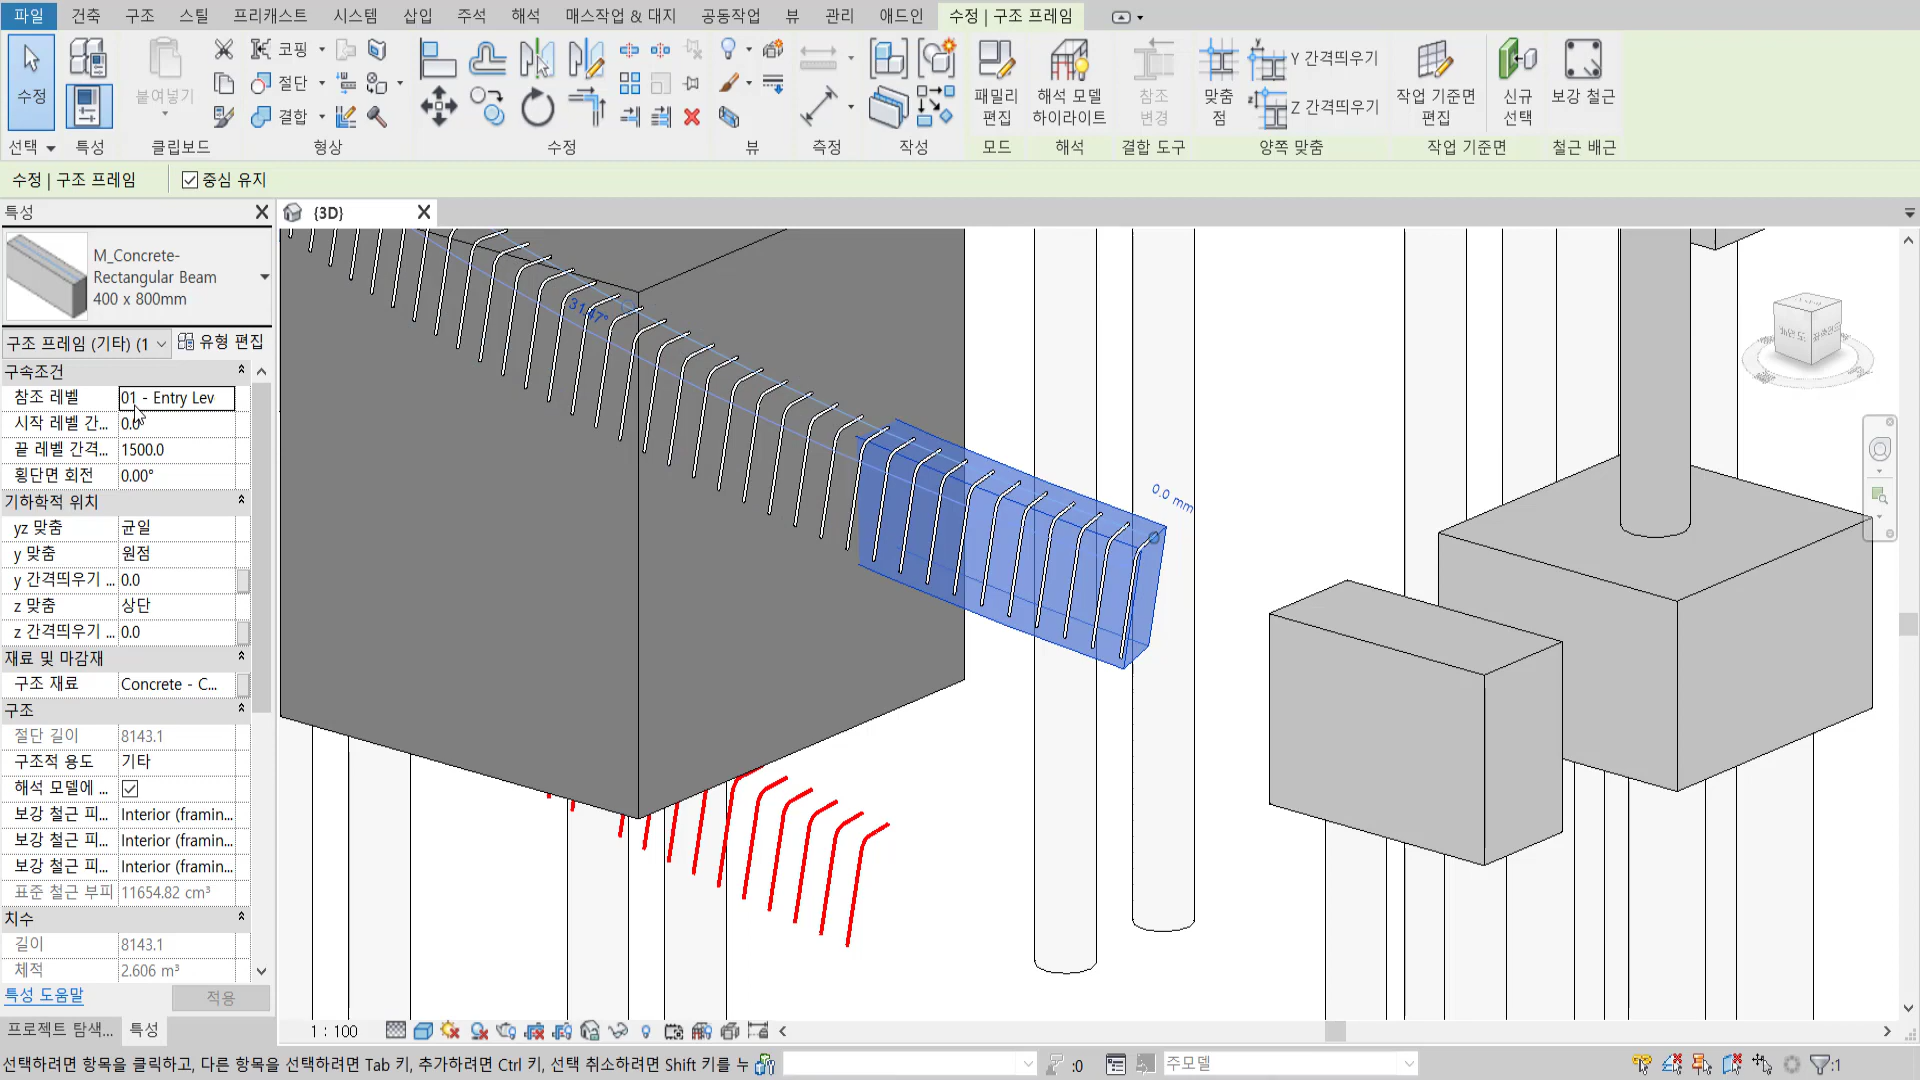 파일 건축 구조 스틸 프리캐스트 시스템 삽입 주석 해석 매스작업 & 대지 공동작업 뷰 관리 애드인 수정 | 구조 프레임
수정
붙여넣기
코핑
절단
결합
패밀리
편집
해석 모델
하이라이트
참조
변경
맞춤
점
Y 간격띄우기
Z 간격띄우기
작업 기준면
편집
신규
선택
보강 철근
선택 특성 클립보드 형상 수정 뷰 측정 작성 모드 해석 결합 도구 양쪽 맞춤 작업 기준면 철근 배근
수정 | 구조 프레임 중심 유지
특성
{3D}
M_Concrete-
Rectangular Beam
400 x 800mm
구조 프레임 (기타) (1 유형 편집
구속조건
참조 레벨 01 - Entry Lev
시작 레벨 간... 0.0
끝 레벨 간격... 1500.0
횡단면 회전 0.00°
기하학적 위치
yz 맞춤 균일
y 맞춤 원점
y 간격띄우기 ... 0.0
z 맞춤 상단
z 간격띄우기 ... 0.0
재료 및 마감재
구조 재료 Concrete - C...
구조
절단 길이 8143.1
구조적 용도 기타
해석 모델에 ...
보강 철근 피... Interior (framin...
보강 철근 피... Interior (framin...
보강 철근 피... Interior (framin...
표준 철근 부피 11654.82 cm³
치수
길이 8143.1
체적 2.606 m³
특성 도움말 적용
프로젝트 탐색... 특성
0.0 mm
1 : 100
선택하려면 항목을 클릭하고, 다른 항목을 선택하려면 Tab 키, 추가하려면 Ctrl 키, 선택 취소하려면 Shift 키를 누
:0
주모델
:1